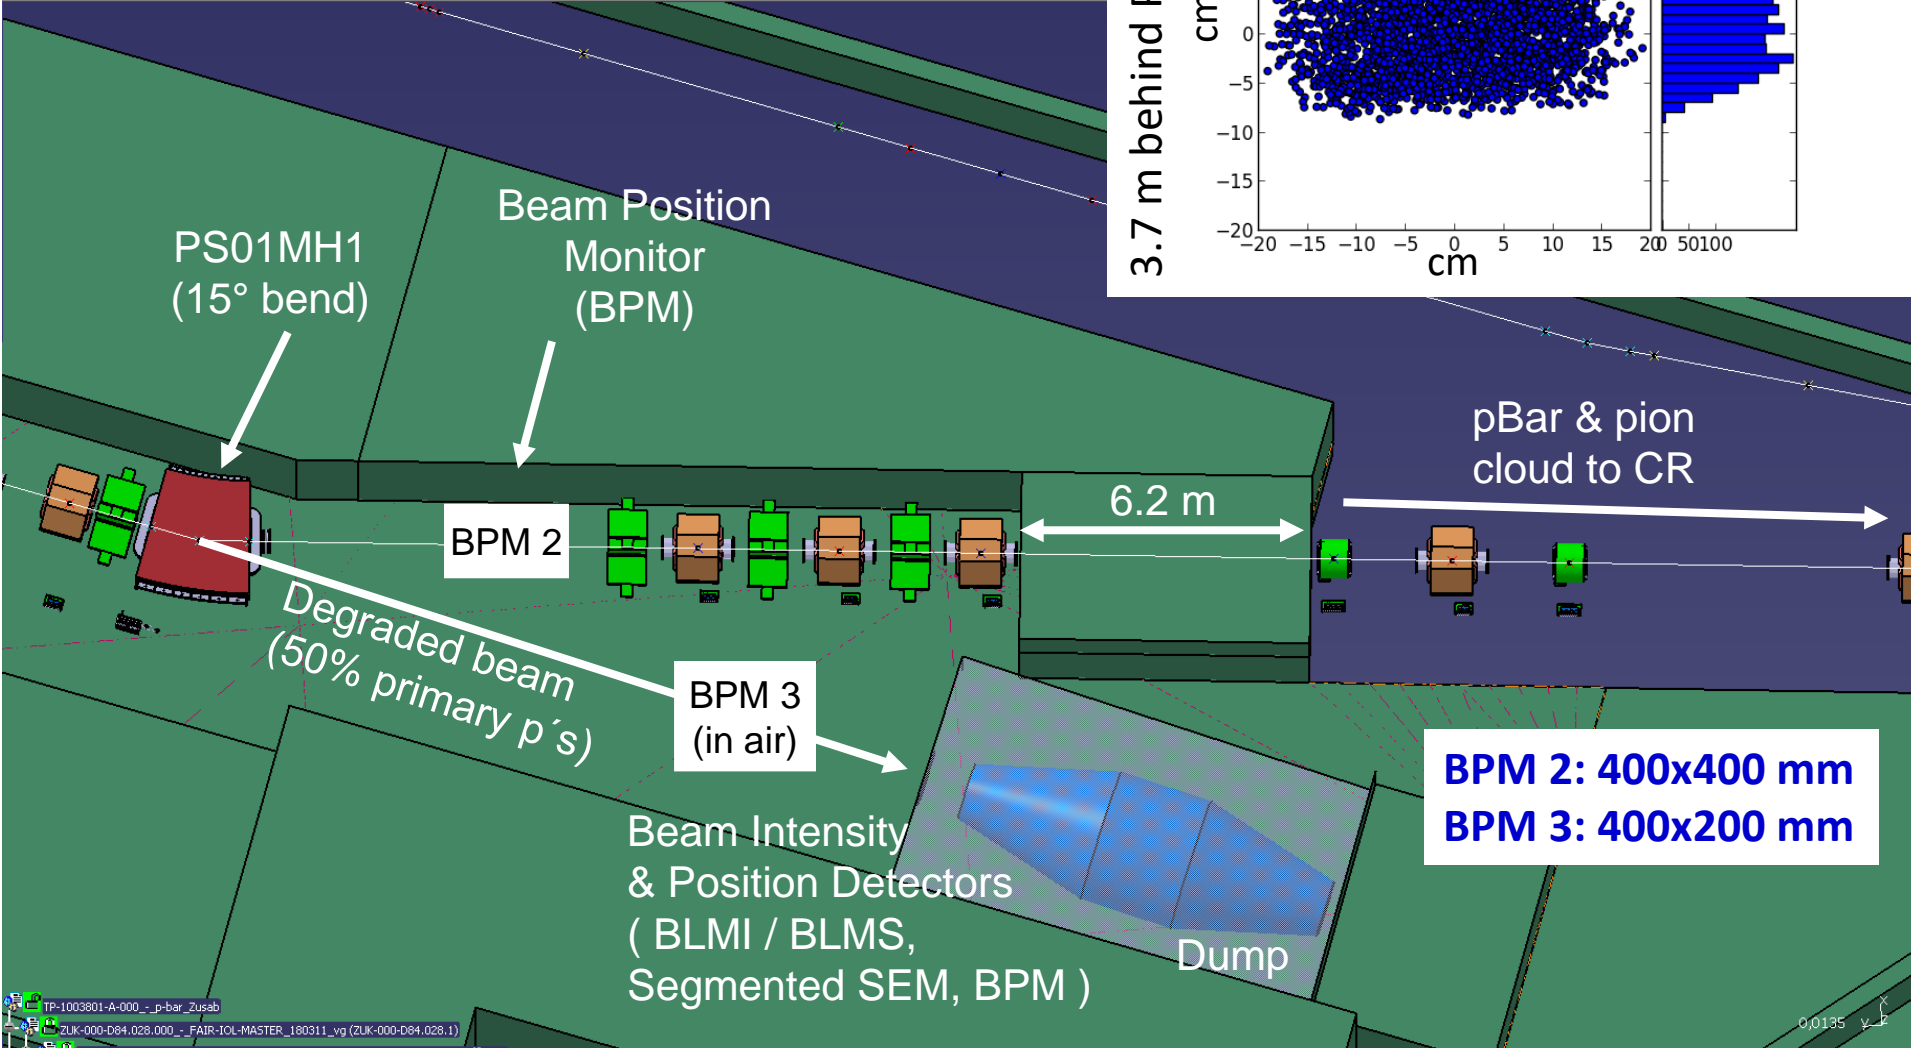 3.7 m behind
cm
0
−5
−10
−15
−20
−20 −15 −10 −5 0 5 10 15 20
0 50 100
cm
Beam Position
Monitor
(BPM)
PS01MH1
(15° bend)
pBar & pion
cloud to CR
6.2 m
BPM 2
Degraded beam
(50% primary p´s)
BPM 3
(in air)
BPM 2: 400x400 mm
BPM 3: 400x200 mm
Beam Intensity
& Position Detectors
( BLMI / BLMS,
Segmented SEM, BPM )
Dump
TP-1003801-A-000_-_p-bar_Zusab
ZUK-000-D84.028.000_-_FAIR-IOL-MASTER_180311_vg (ZUK-000-D84.028.1)
0,0135
x
y
z